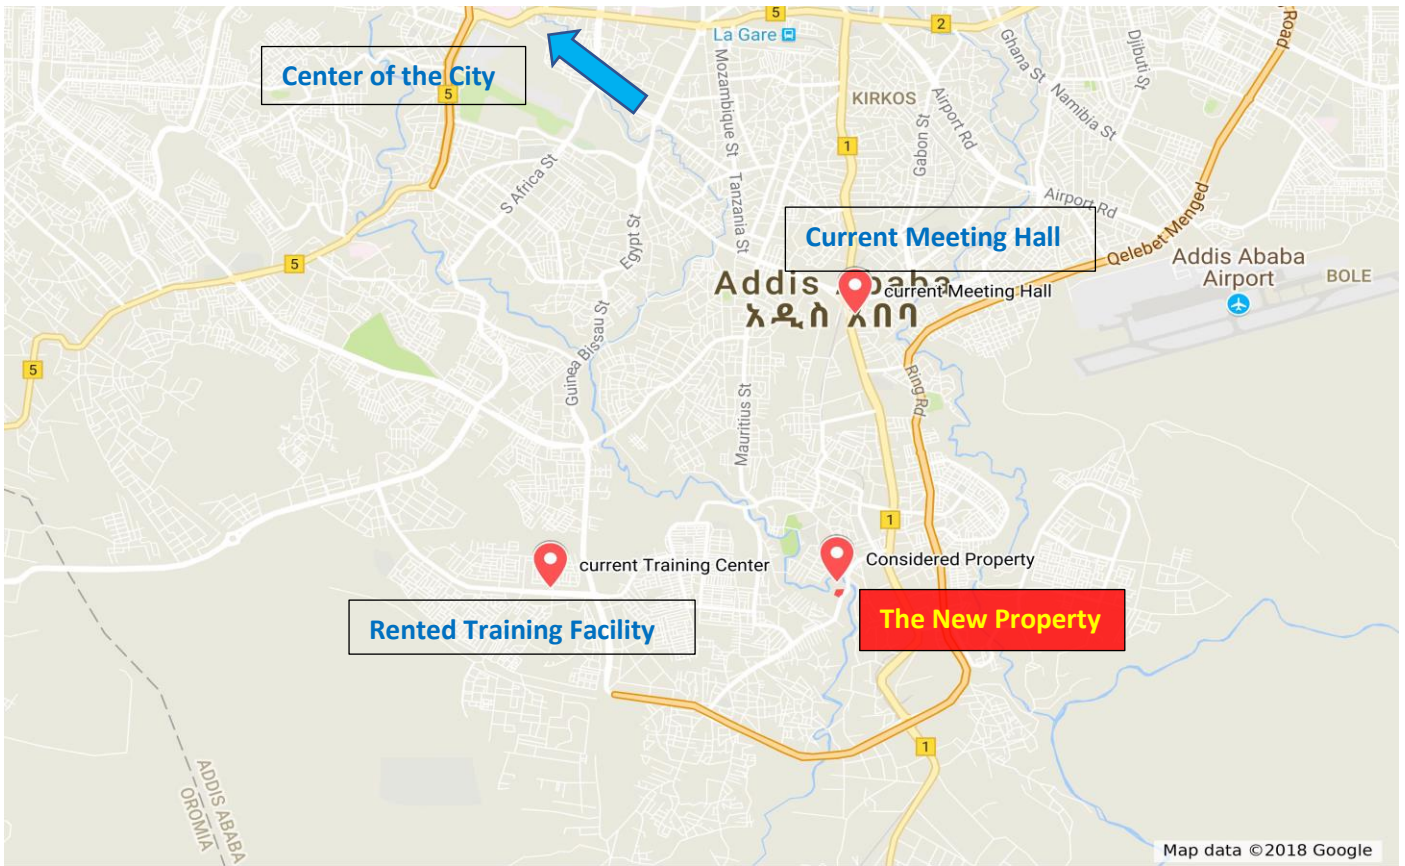 5
La Gare
2
Road
Center of the City
5
Mozambique St
KIRKOS
Airport Rd
Ghana St
Namibia St
Djibuti St
1
Gabon St
S Africa St
Tanzania St
Airport Rd
Qelebet Menged
Egypt St
Current Meeting Hall
5
Addis Ababa
Airport
BOLE
Addis Ababa
current Meeting Hall
አዲስ አበባ
Guinea Bissau St
5
Ring Rd
Mauritius St
1
current Training Center
Considered Property
Rented Training Facility
The New Property
1
ADDIS ABABA
OROMIA
Map data ©2018 Google